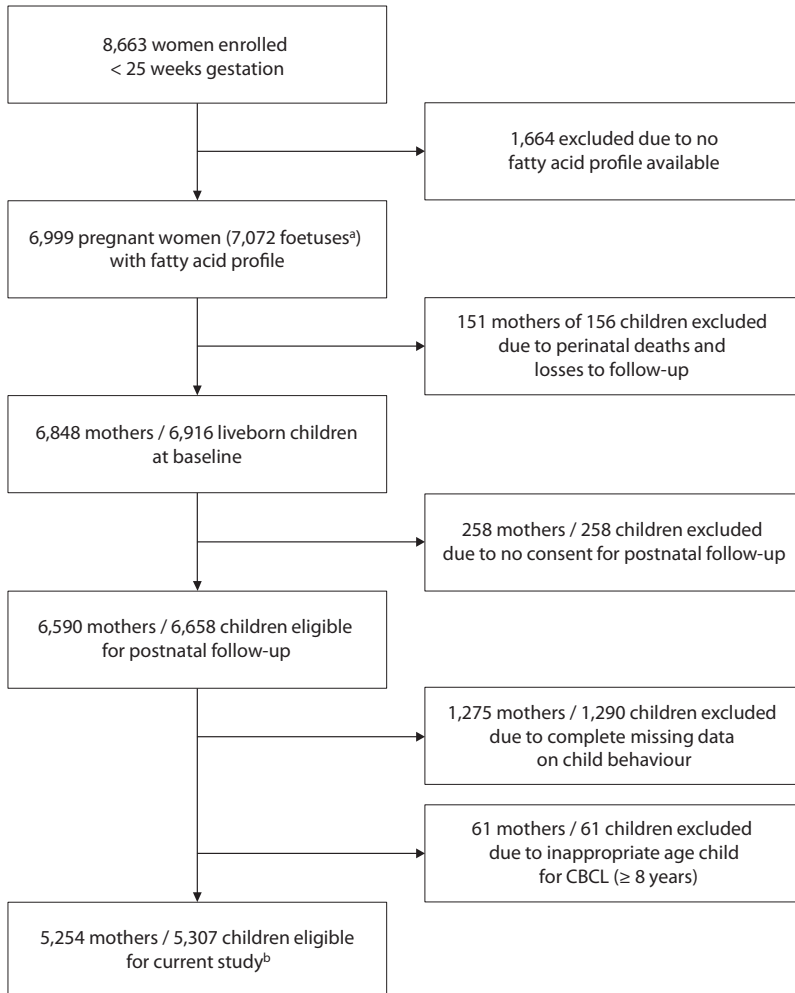 8,663 women enrolled
< 25 weeks gestation
1,664 excluded due to no
fatty acid profile available
6,999 pregnant women (7,072 foetusesᵃ)
with fatty acid profile
151 mothers of 156 children excluded
due to perinatal deaths and
losses to follow-up
6,848 mothers / 6,916 liveborn children
at baseline
258 mothers / 258 children excluded
due to no consent for postnatal follow-up
6,590 mothers / 6,658 children eligible
for postnatal follow-up
1,275 mothers / 1,290 children excluded
due to complete missing data
on child behaviour
61 mothers / 61 children excluded
due to inappropriate age child
for CBCL (≥ 8 years)
5,254 mothers / 5,307 children eligible
for current studyᵇ